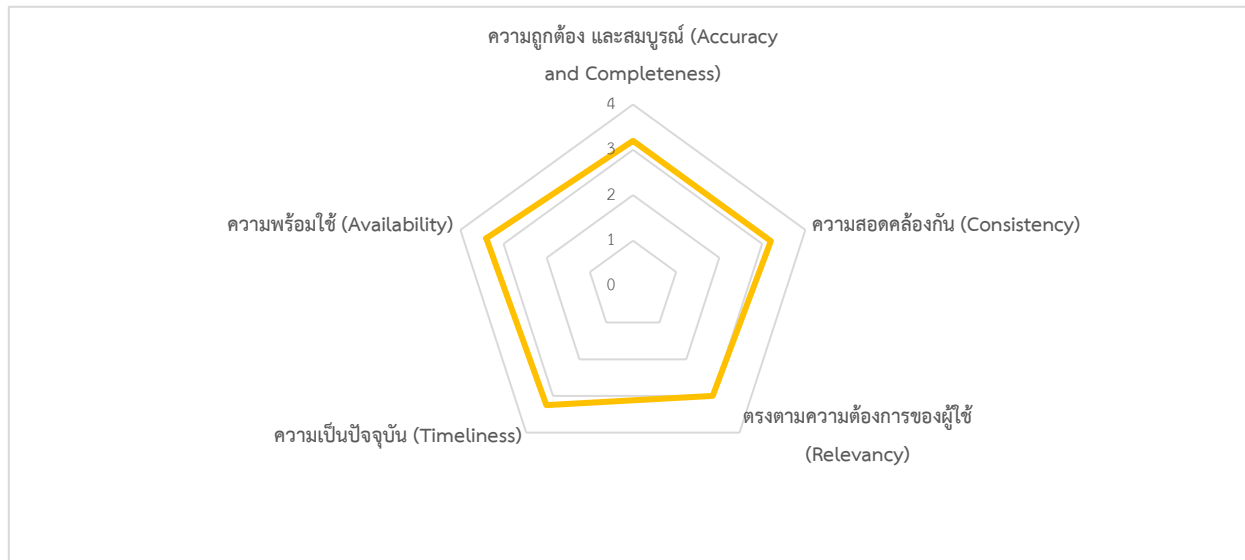 ความถูกต้อง และสมบูรณ์ (Accuracy
and Completeness)
4
3
2
1
0
ความพร้อมใช้ (Availability)
ความสอดคล้องกัน (Consistency)
ความเป็นปัจจุบัน (Timeliness)
ตรงตามความต้องการของผู้ใช้
(Relevancy)